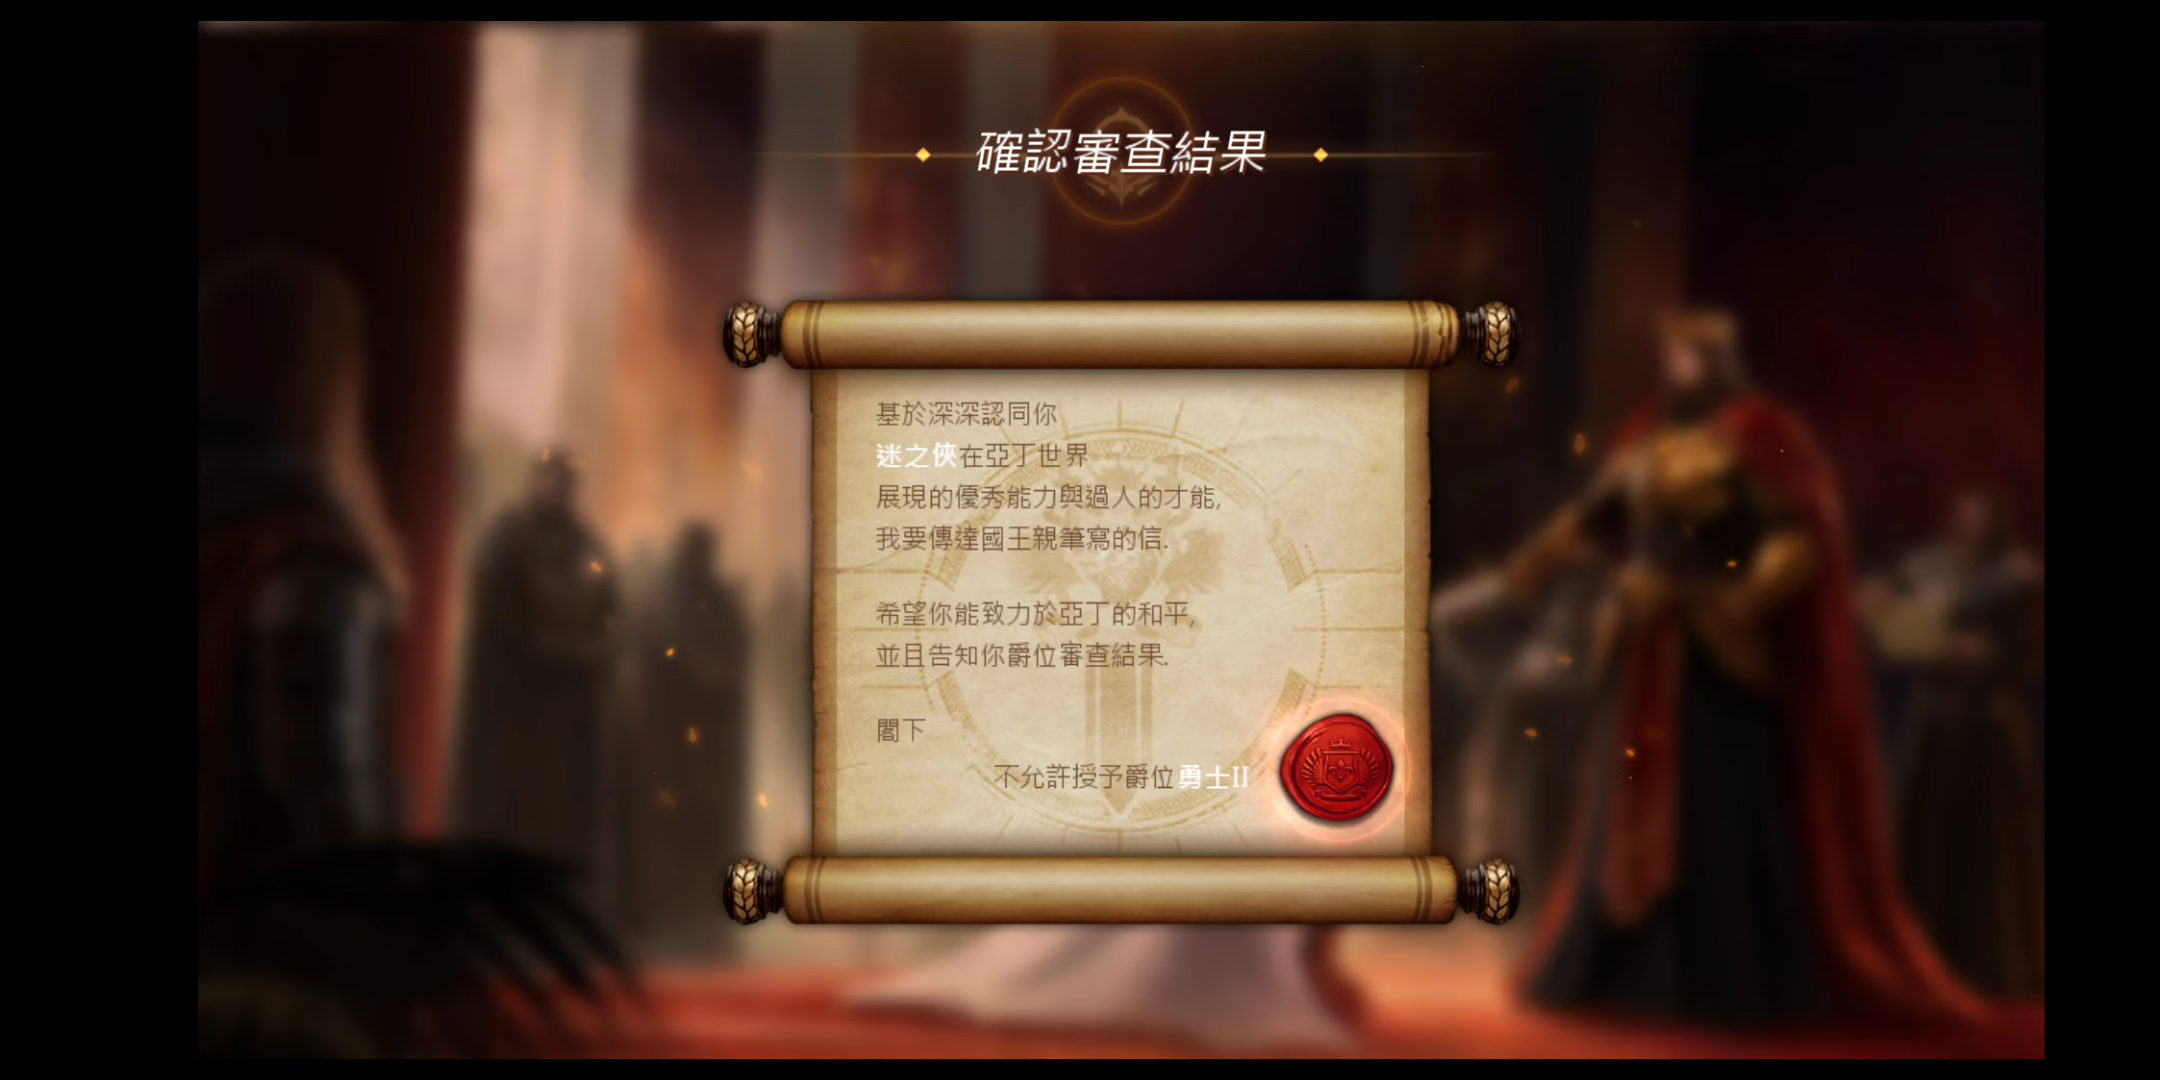 確認審查結果
基於深深認同你
迷之俠在亞丁世界
展現的優秀能力與過人的才能,
我要傳達國王親筆寫的信.
希望你能致力於亞丁的和平,
並且告知你爵位審查結果.
閣下
不允許授予爵位勇士II